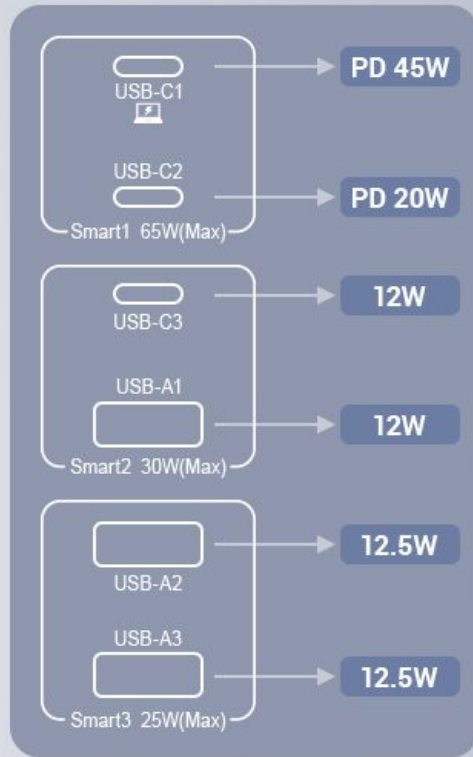 PD 45W
USB-C1
USB-C2
PD 20W
Smart1 65W(Max)
12W
USB-C3
USB-A1
12W
Smart2 30W(Max)
12.5W
USB-A2
USB-A3
12.5W
Smart3 25W(Max)